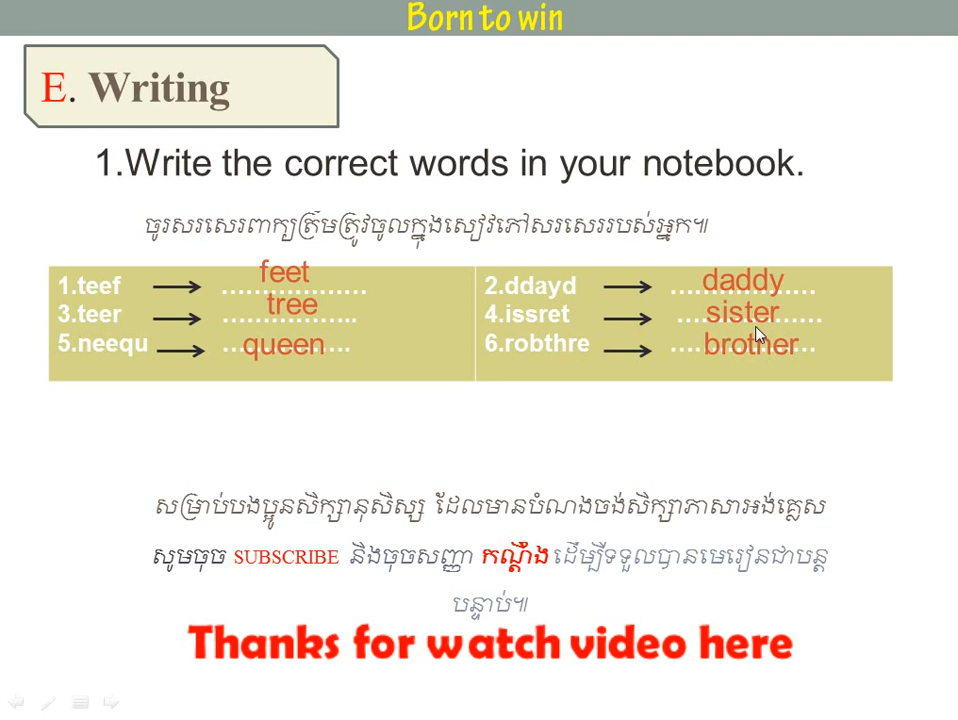 Born to win
E. Writing
1.Write the correct words in your notebook.
ចូរសរសេរពាក្យត្រឹមត្រូវចូលក្នុងសៀវភៅសរសេររបស់អ្នក៕
1.teef → ……………… feet 2.ddayd → ……………… daddy
3.teer → …………….. tree 4.issret → ……………… sister
5.neequ → ……………. queen 6.robthre → ……………… brother
សម្រាប់បងប្អូនសិក្សានុសិស្ស ដែលមានបំណងចង់សិក្សាភាសាអង់គ្លេស
សូមចុច SUBSCRIBE និងចុចសញ្ញា កណ្ដឹង ដើម្បីទទួលបានមេរៀនជាបន្ត
បន្ទាប់៕
Thanks for watch video here